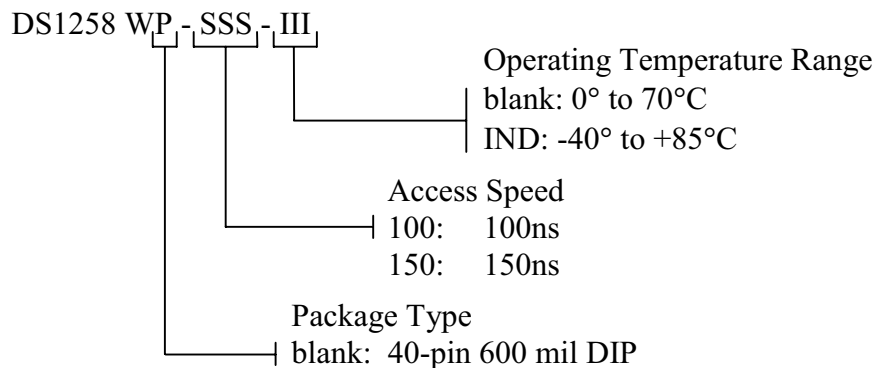 DS1258 WP - SSS - III
Operating Temperature Range
blank: 0° to 70°C
IND: -40° to +85°C
Access Speed
100: 100ns
150: 150ns
Package Type
blank: 40-pin 600 mil DIP